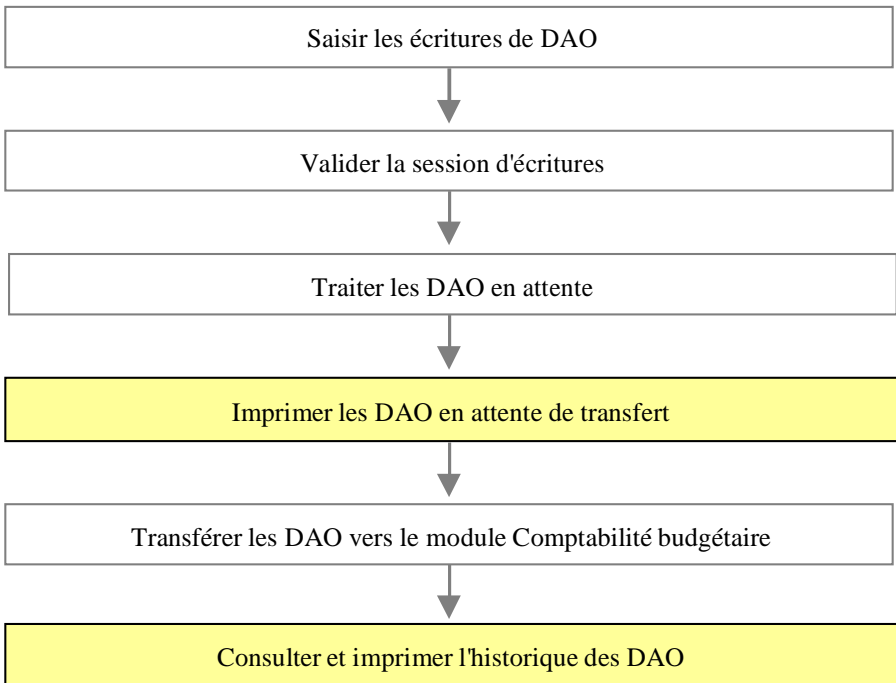 Saisir les écritures de DAO
Valider la session d'écritures
Traiter les DAO en attente
Imprimer les DAO en attente de transfert
Transférer les DAO vers le module Comptabilité budgétaire
Consulter et imprimer l'historique des DAO